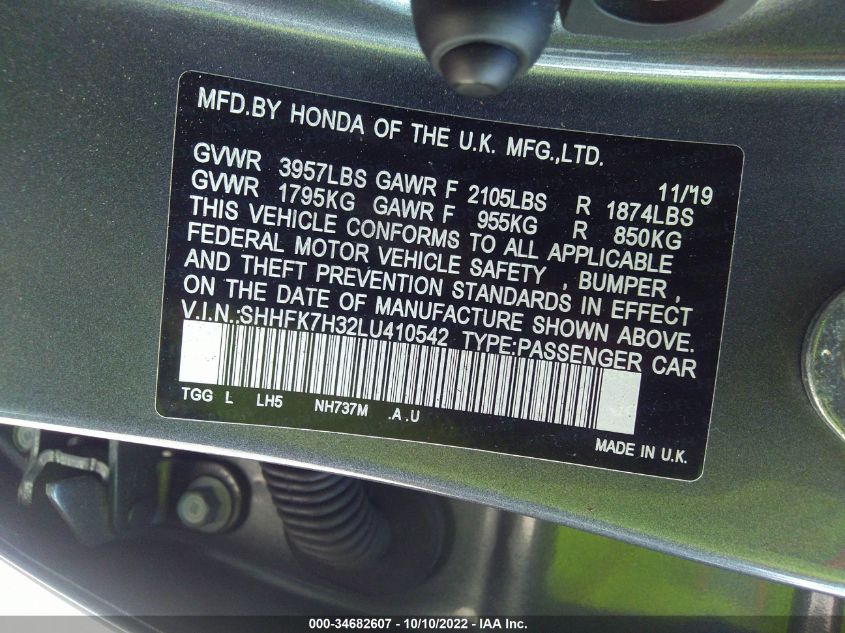 MFD.BY HONDA OF THE U.K. MFG.,LTD.
11/19
GVWR 3957LBS GAWR F 2105LBS R 1874LBS
GVWR 1795KG GAWR F 955KG R 850KG
THIS VEHICLE CONFORMS TO ALL APPLICABLE
FEDERAL MOTOR VEHICLE SAFETY , BUMPER ,
AND THEFT PREVENTION STANDARDS IN EFFECT
ON THE DATE OF MANUFACTURE SHOWN ABOVE.
V.I.N.:SHHFK7H32LU410542 TYPE:PASSENGER CAR
TGG L LH5 NH737M .A.U
MADE IN U.K.
000-34682607 - 10/10/2022 - IAA Inc.